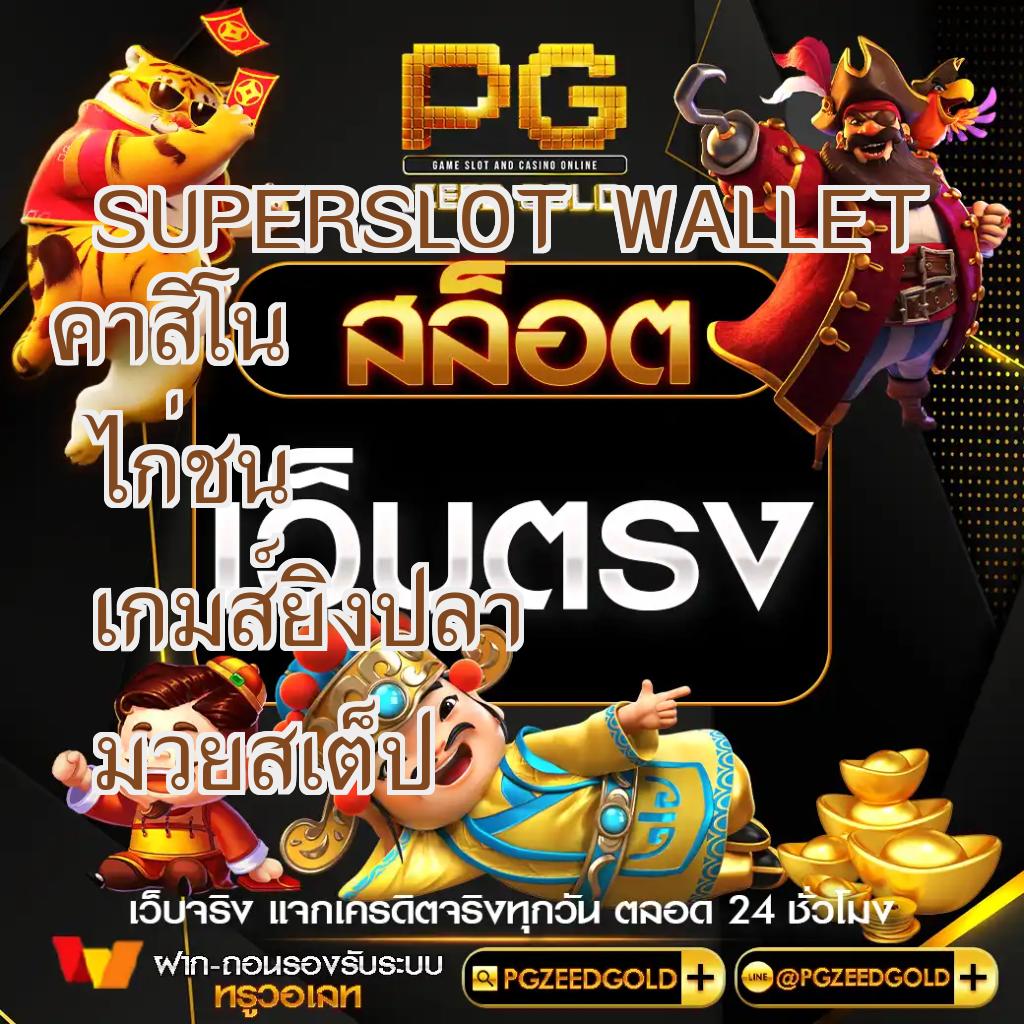 PG
GAME SLOT AND CASINO ONLINE
SUPERSLOT WALLET
คาสิโน
สล็อต
ไก่ชน
เว็บตรง
เกมส์ยิงปลา
มวยสเต็ป
เว็บจริง แจกเครดิตจริงทุกวัน ตลอด 24 ชั่วโมง
ฝาก-ถอนรองรับระบบ
ทรูวอเลท
PGZEEDGOLD +
LINE @PGZEEDGOLD +